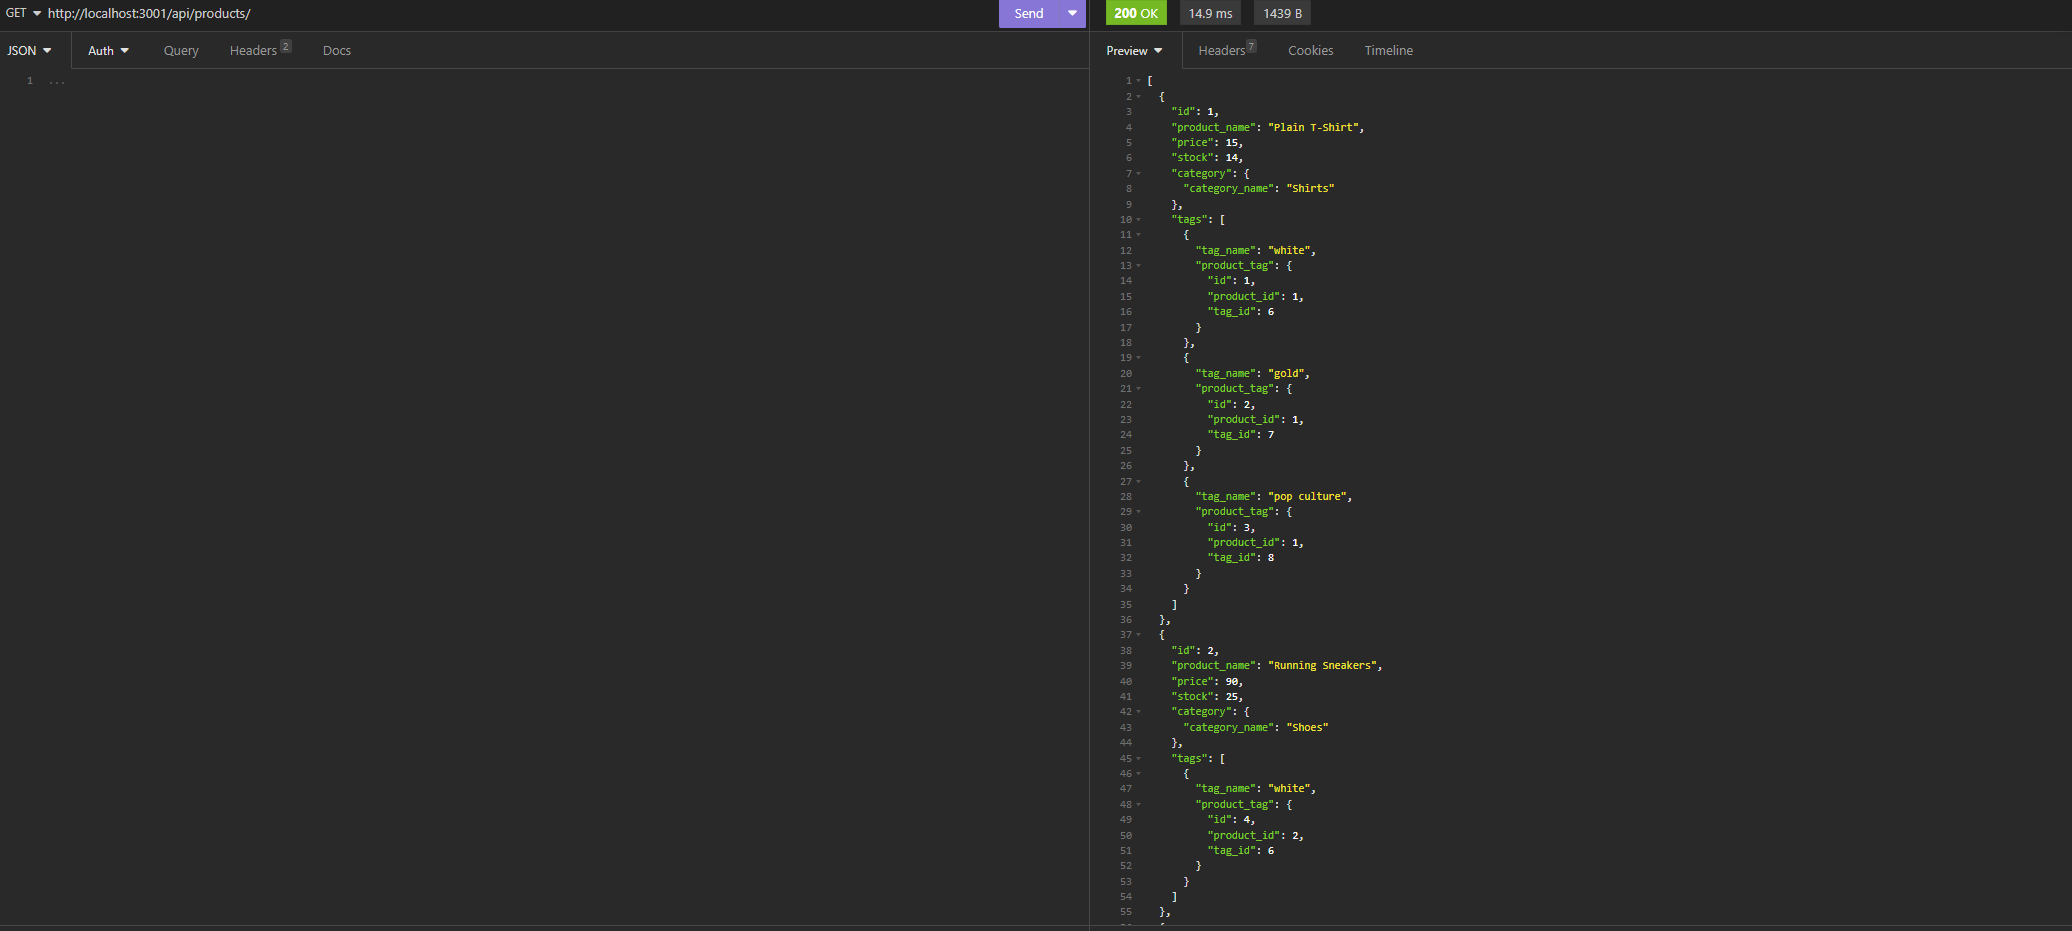 GET http://localhost:3001/api/products/ Send
200 OK 14.9 ms 1439 B
JSON Auth Query Headers 2 Docs
Preview Headers 7 Cookies Timeline
1 ...
1 [
2 {
3 "id": 1,
4 "product_name": "Plain T-Shirt",
5 "price": 15,
6 "stock": 14,
7 "category": {
8 "category_name": "Shirts"
9 },
10 "tags": [
11 {
12 "tag_name": "white",
13 "product_tag": {
14 "id": 1,
15 "product_id": 1,
16 "tag_id": 6
17 }
18 },
19 {
20 "tag_name": "gold",
21 "product_tag": {
22 "id": 2,
23 "product_id": 1,
24 "tag_id": 7
25 }
26 },
27 {
28 "tag_name": "pop culture",
29 "product_tag": {
30 "id": 3,
31 "product_id": 1,
32 "tag_id": 8
33 }
34 }
35 ]
36 },
37 {
38 "id": 2,
39 "product_name": "Running Sneakers",
40 "price": 90,
41 "stock": 25,
42 "category": {
43 "category_name": "Shoes"
44 },
45 "tags": [
46 {
47 "tag_name": "white",
48 "product_tag": {
49 "id": 4,
50 "product_id": 2,
51 "tag_id": 6
52 }
53 }
54 ]
55 },